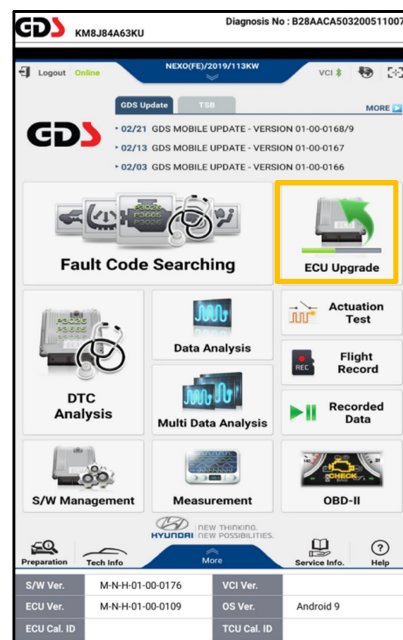 GDS KM8J84A63KU
Diagnosis No : B28AACA503200511007
Logout Online
NEXO(FE)/2019/113KW
VCI
GDS Update
TSB
MORE
GDS
02/21 GDS MOBILE UPDATE - VERSION 01-00-0168/9
02/13 GDS MOBILE UPDATE - VERSION 01-00-0167
02/03 GDS MOBILE UPDATE - VERSION 01-00-0166
Fault Code Searching
ECU Upgrade
DTC
Analysis
Data Analysis
Multi Data Analysis
Actuation
Test
REC
Flight
Record
Recorded
Data
S/W Management
Measurement
CHECK
OBD-II
HYUNDAI
NEW THINKING.
NEW POSSIBILITIES.
Preparation
Tech Info
More
Service Info.
Help
S/W Ver. M-N-H-01-00-0176 VCI Ver.
ECU Ver. M-N-H-01-00-0109 OS Ver. Android 9
ECU Cal. ID TCU Cal. ID